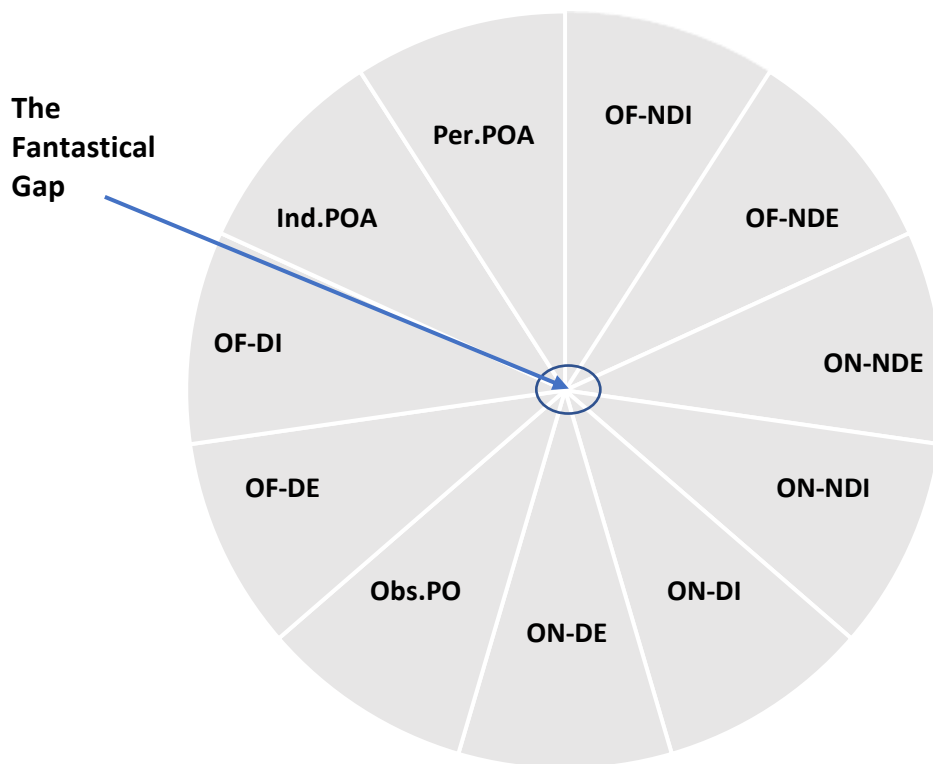 The
Fantastical
Gap
Per.POA
OF-NDI
OF-NDE
ON-NDE
ON-NDI
ON-DI
ON-DE
Obs.PO
OF-DE
OF-DI
Ind.POA